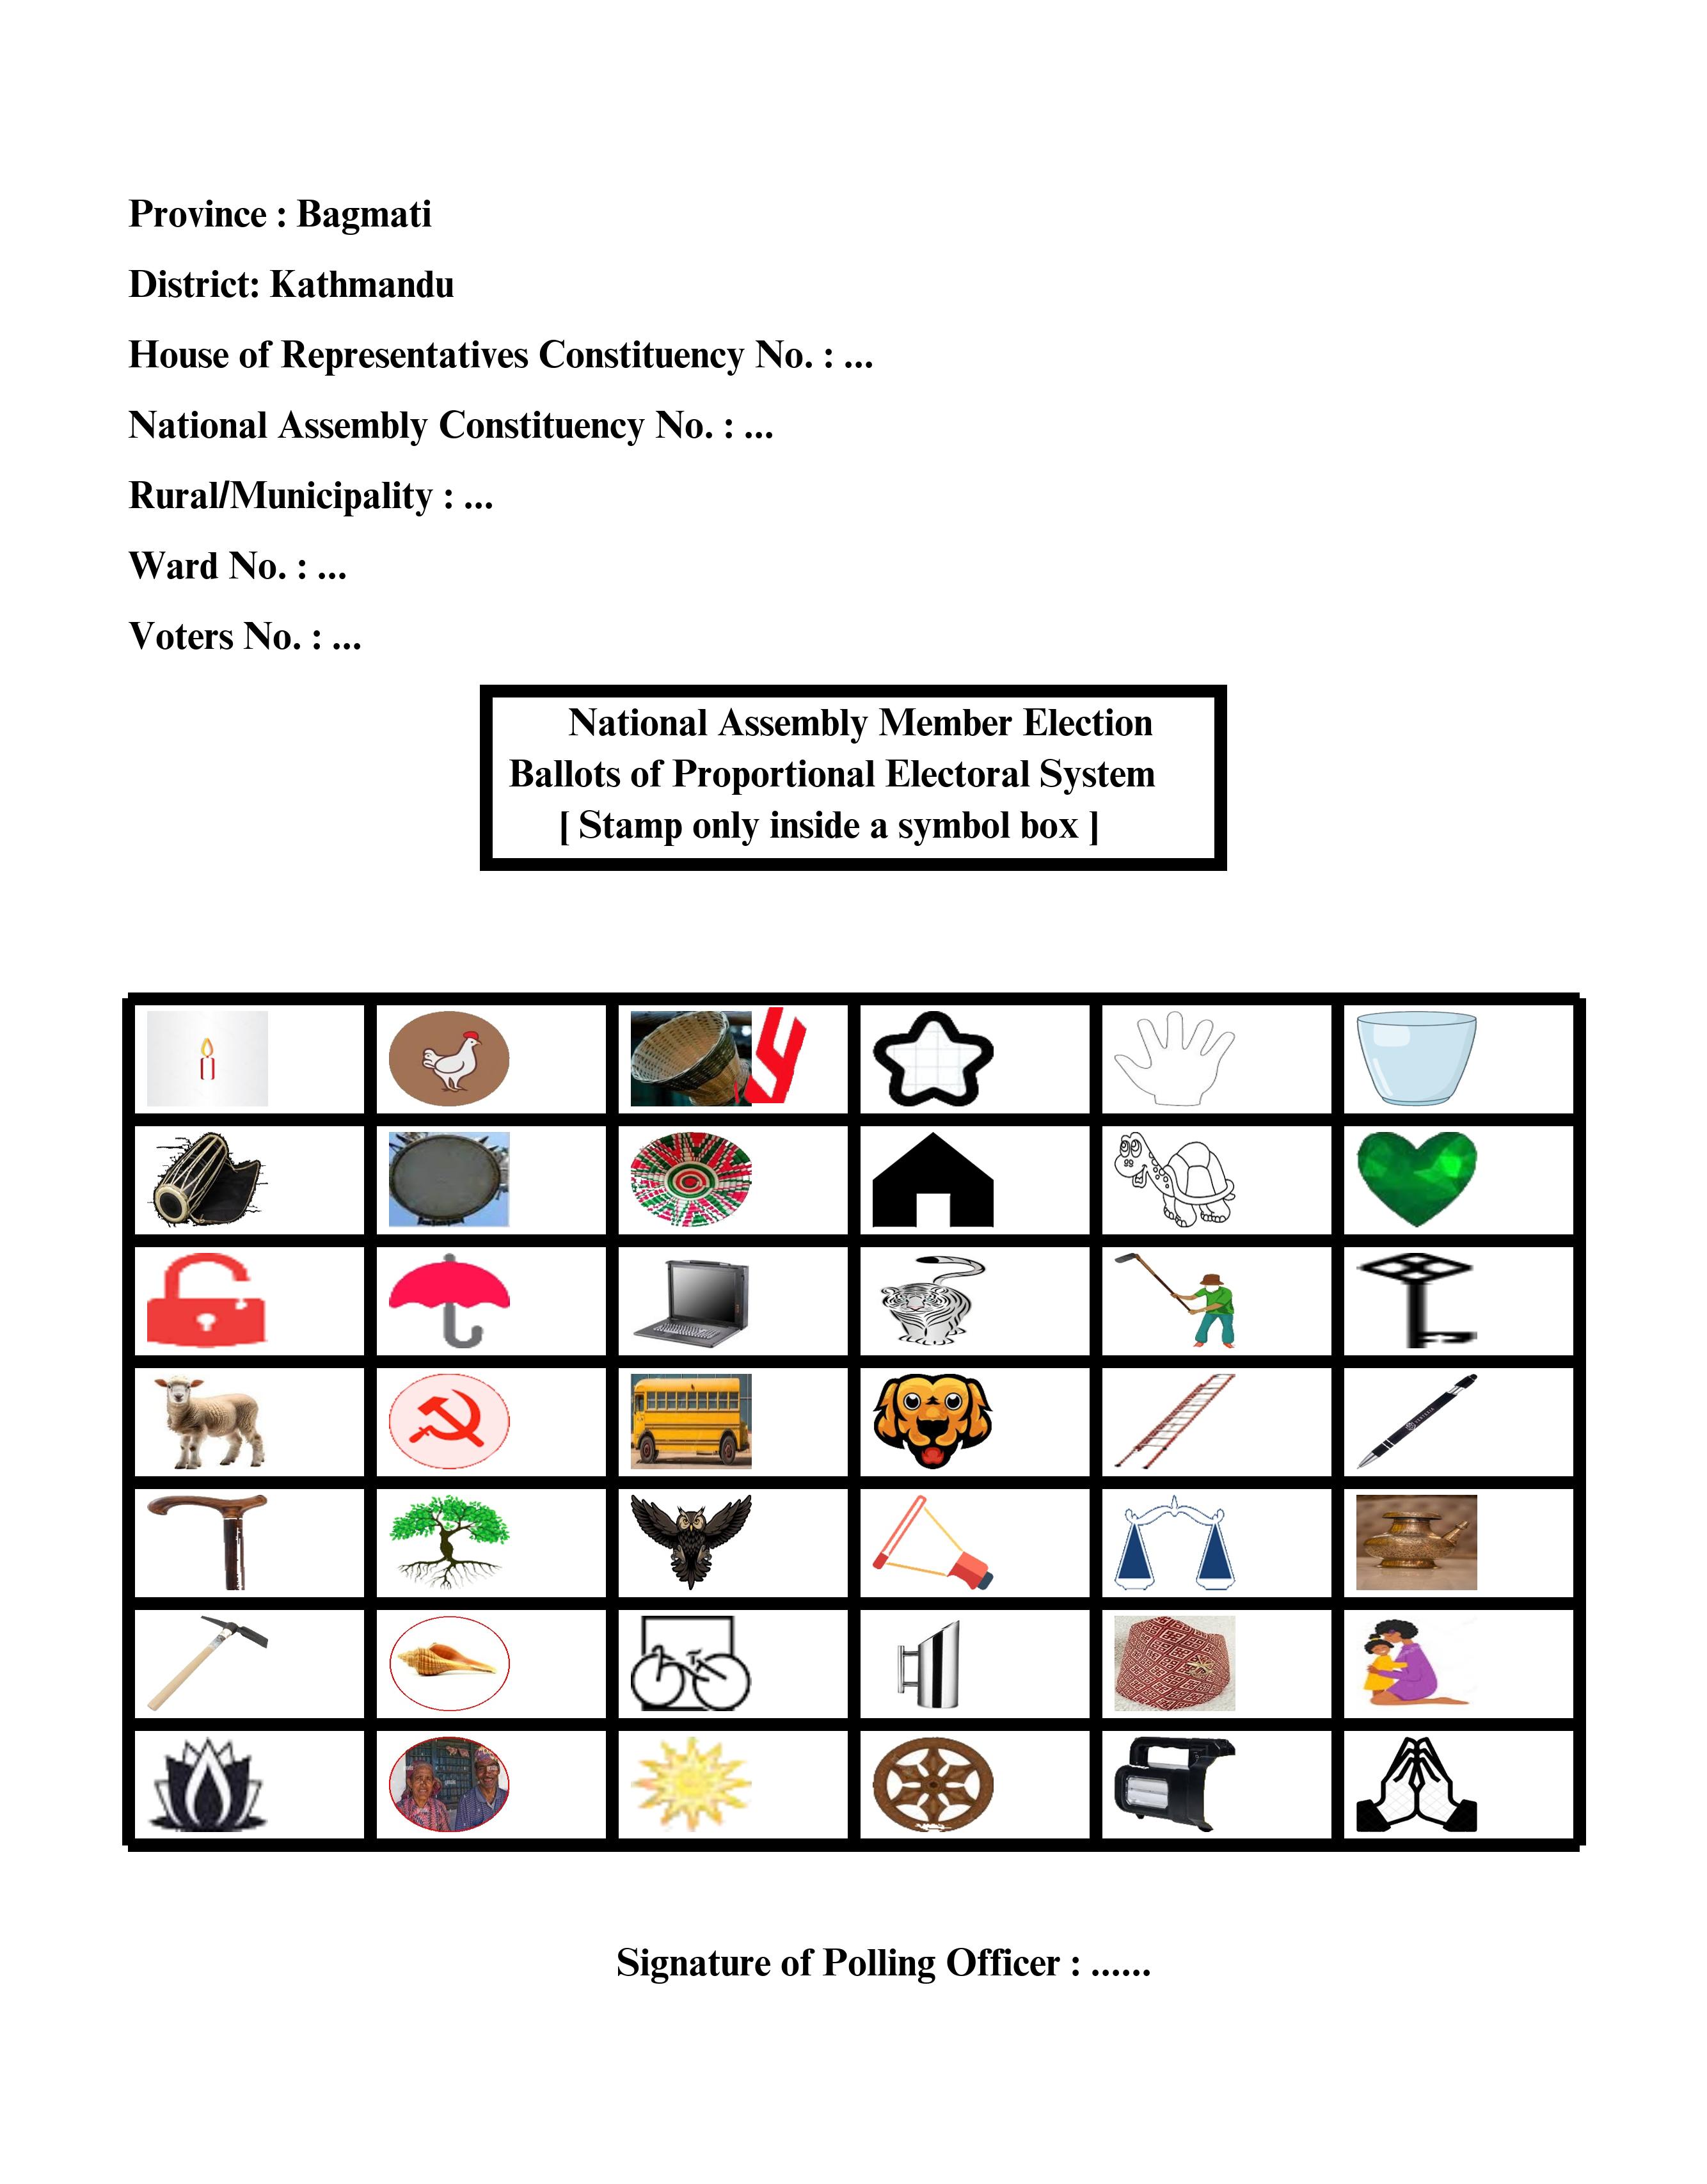 Province : Bagmati
District: Kathmandu
House of Representatives Constituency No. : ...
National Assembly Constituency No. : ...
Rural/Municipality : ...
Ward No. : ...
Voters No. : ...
National Assembly Member Election
Ballots of Proportional Electoral System
[ Stamp only inside a symbol box ]
Signature of Polling Officer : ......